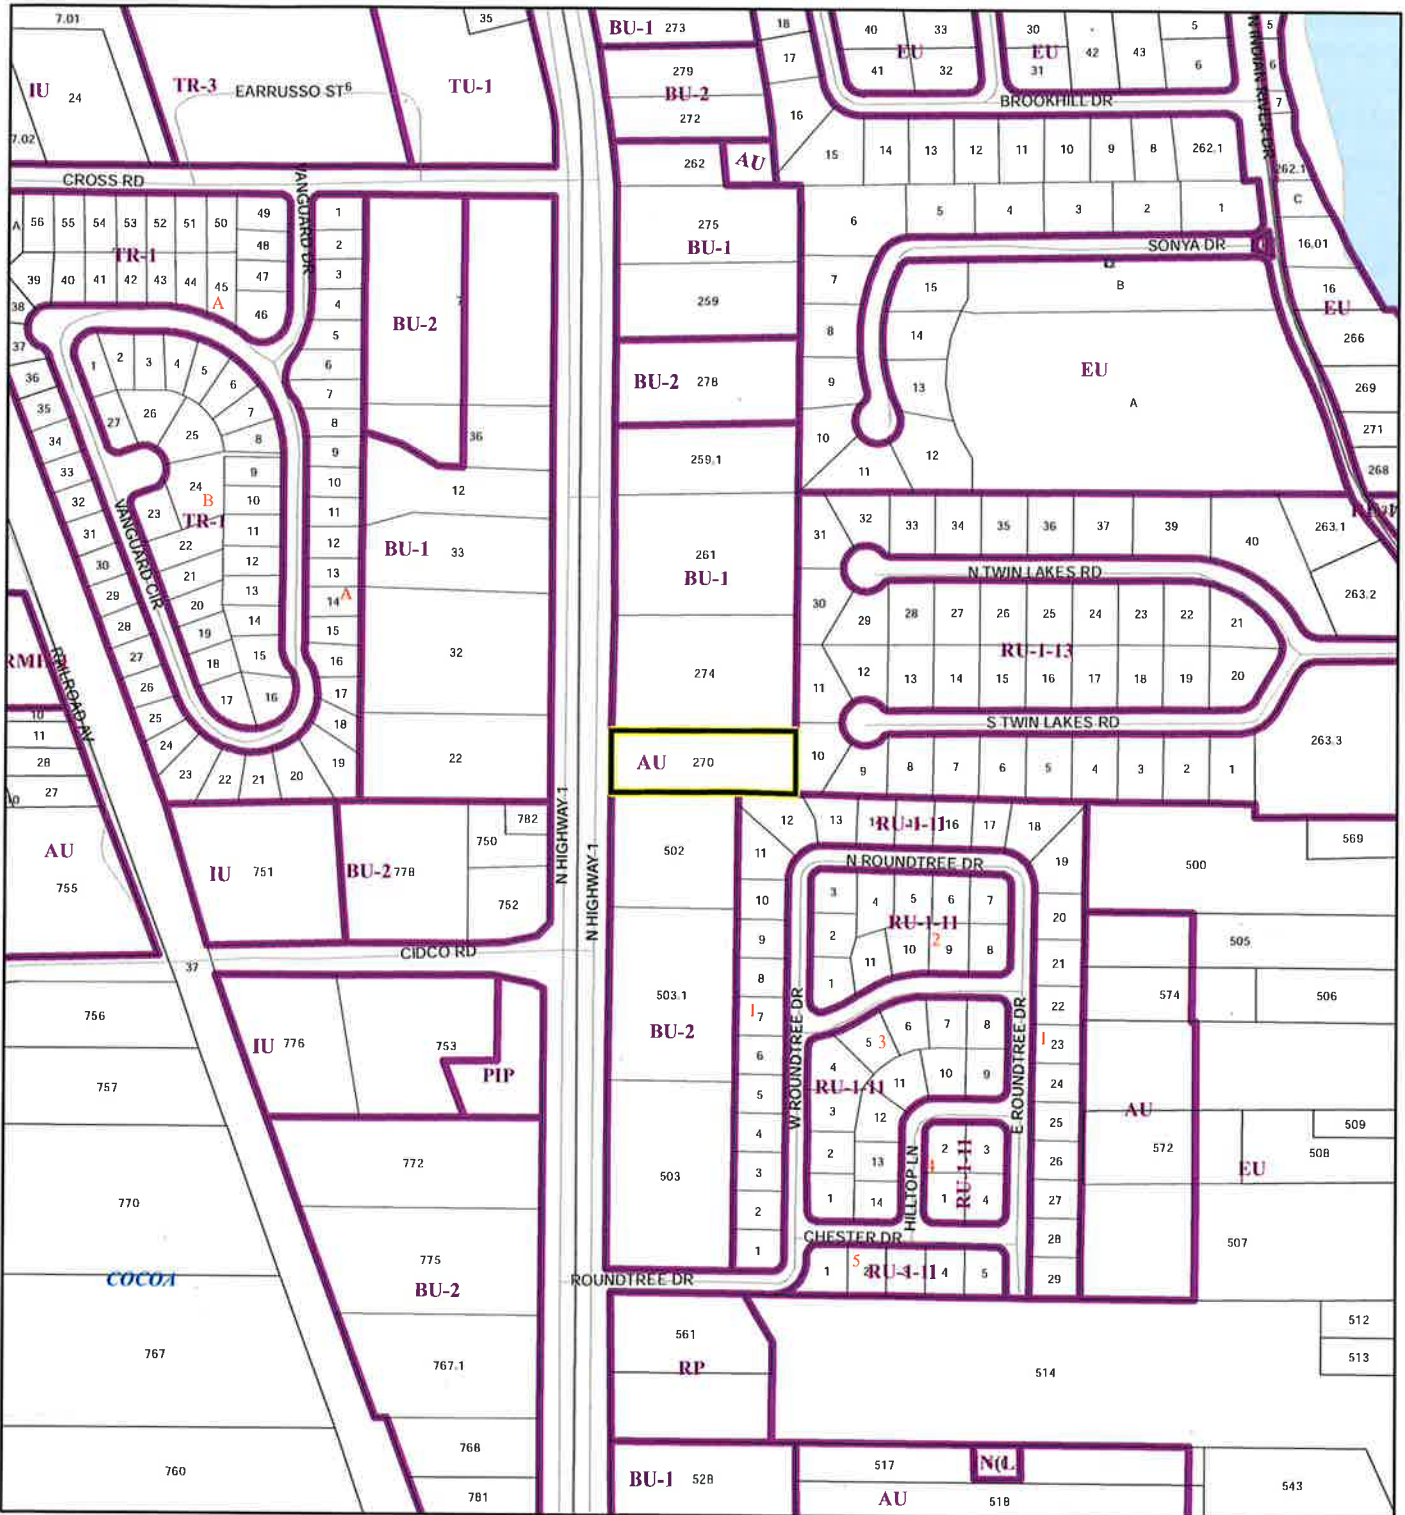 7.01
35
BU-1 273
18
40 33
30
42 43
5
5
N INDIAN RIVER DR
IU 24
TR-3 EARRUSSO ST 6
TU-1
279
BU-2
272
17
EU
41 32
EU
31
6
6
7
7.02
16
BROOKHILL DR
262
AU
15 14 13 12 11 10 9 8 262.1
262.1
CROSS RD
VANGUARD DR
C
A 56 55 54 53 52 51 50 49
1
275
BU-1
6 5 4 3 2 1
TR-1
48
2
SONYA DR
16.01
39 40 41 42 43 44 45 47
A
3
7
15
B
16
EU
38
46
4
BU-2
7
259
8
14
266
37
1 2 3 4 5 6
5
6
BU-2 278
9
13
EU
A
269
36
7
7
271
35
27 26 25
8
8
36
259.1
10
11
12
268
34
9
9
33
24
B
TR-1
23
10
10
12
32
11
11
31
32 33 34 35 36 37 39 40 263.1
31
22
12
12
BU-1 33
261
BU-1
N TWIN LAKES RD
30
VANGUARD CIR
21
13
13
263.2
29
20
14
14 A
30
29 28 27 26 25 24 23 22 21
28
19
15
15
RU-1-13
27
18
16
16
32
274
12 13 14 15 16 17 18 19 20
26
17
17
11
RAILROAD AV
25
18
S TWIN LAKES RD
10
11
24
23 22 21 20 19
22
AU 270
10
9 8 7 6 5 4 3 2 1
263.3
28
27
AU
755
IU 751
BU-2 778
782
750
752
N HIGHWAY 1
N HIGHWAY 1
502
12 13
RU-1-11
16 17 18
11
19
500
569
N ROUNDTREE DR
10
3 4 5 6 7
20
RU-1-11
2
9
2 11 10 9 8
21
505
37
CIDCO RD
8
1
574
506
756
IU 776
753
503.1
1
7
W ROUNDTREE DR
E ROUNDTREE DR
22
BU-2
5 3 6 7 8
1
23
757
PIP
6
4 11 10 9
24
RU-1-11
5
3 12
25
AU
509
772
4
HILLTOP LN
2 3
RU-1-11
4
26
572
508
EU
770
503
3
2 13
27
2
1 14
1 4
507
775
1
CHESTER DR
28
COCOA
BU-2
ROUNDTREE DR
5
1
RU-1-11
4 5
29
767
767.1
561
RP
514
512
513
760
768
781
BU-1 528
517
AU
518
543